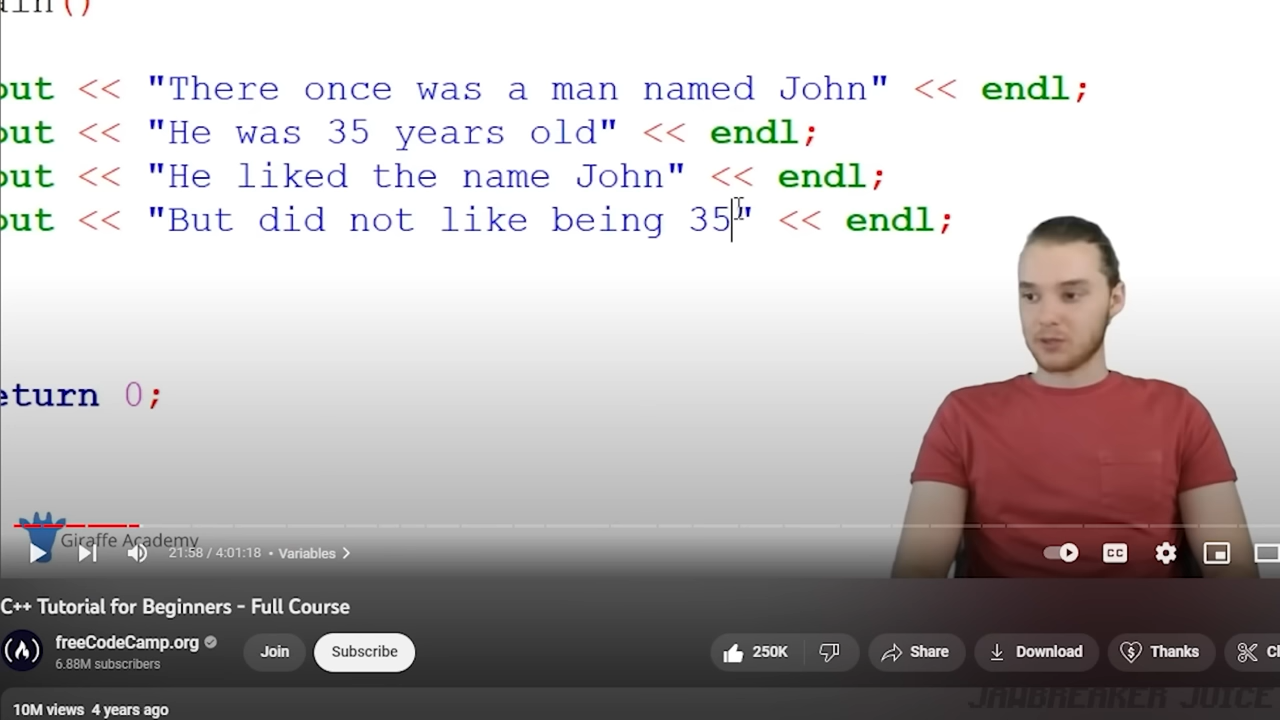 ain()
out << "There once was a man named John" << endl;
out << "He was 35 years old" << endl;
out << "He liked the name John" << endl;
out << "But did not like being 35" << endl;
eturn 0;
Giraffe Academy
21:58 / 4:01:18 • Variables >
CC
C++ Tutorial for Beginners - Full Course
freeCodeCamp.org
6.88M subscribers
Join
Subscribe
250K
Share
Download
Thanks
Cl
10M views 4 years ago
JAWBREAKER JUICE